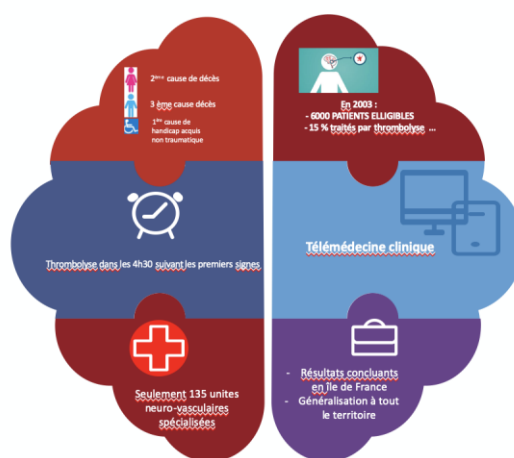 2ème cause de décès
3 ème cause décès
1ère cause de
handicap acquis
non traumatique
En 2003 :
- 6000 PATIENTS ELLIGIBLES
- 15 % traités par thrombolyse ...
Thrombolyse dans les 4h30 suivant les premiers signes
Télémédecine clinique
Seulement 135 unites
neuro-vasculaires
spécialisées
- Résultats concluants
en île de France
- Généralisation à tout
le territoire